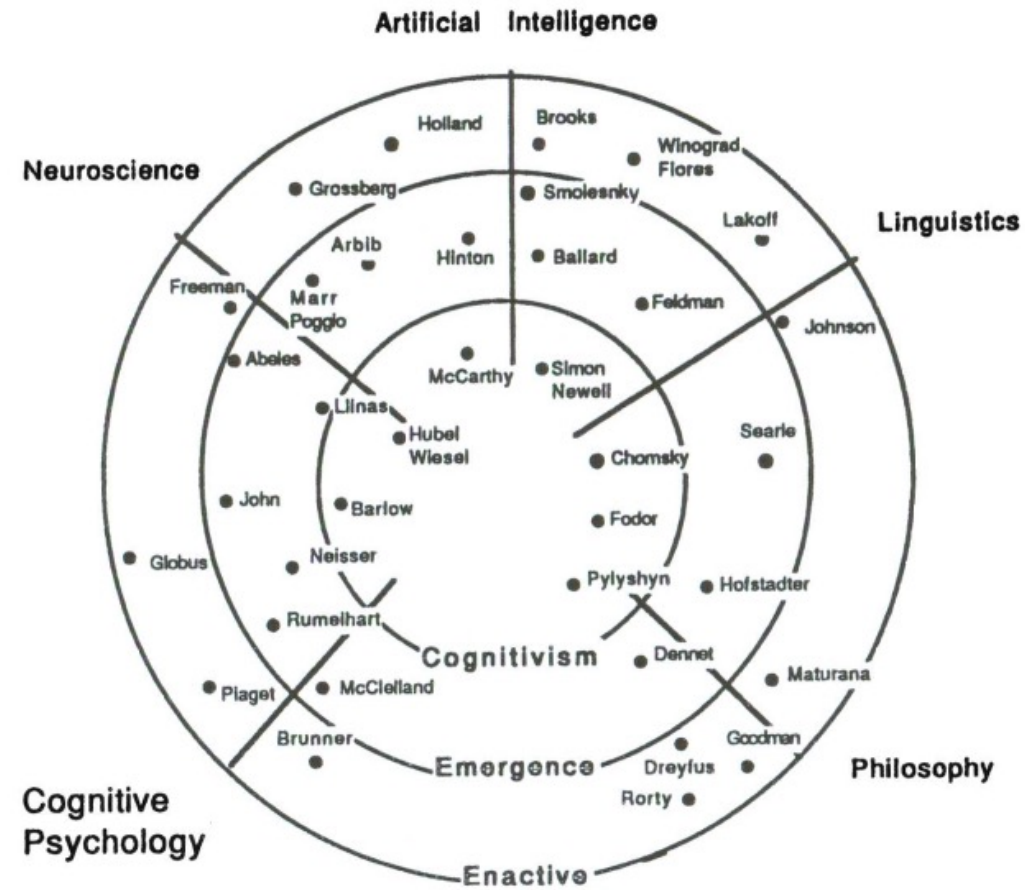 Artificial Intelligence
Holland
Brooks
Winograd
Flores
Neuroscience
Grossberg
Smolesnky
Lakoff
Linguistics
Arbib
Hinton
Ballard
Freeman
Marr
Poggio
Feldman
Johnson
Abeles
McCarthy
Simon
Newell
Llinas
Hubel
Wiesel
Chomsky
Searle
John
Barlow
Fodor
Globus
Neisser
Pylyshyn
Hofstadter
Rumelhart
Cognitivism
Dennet
Maturana
Piaget
McClelland
Brunner
Goodman
Emergence
Dreyfus
Philosophy
Rorty
Cognitive
Psychology
Enactive